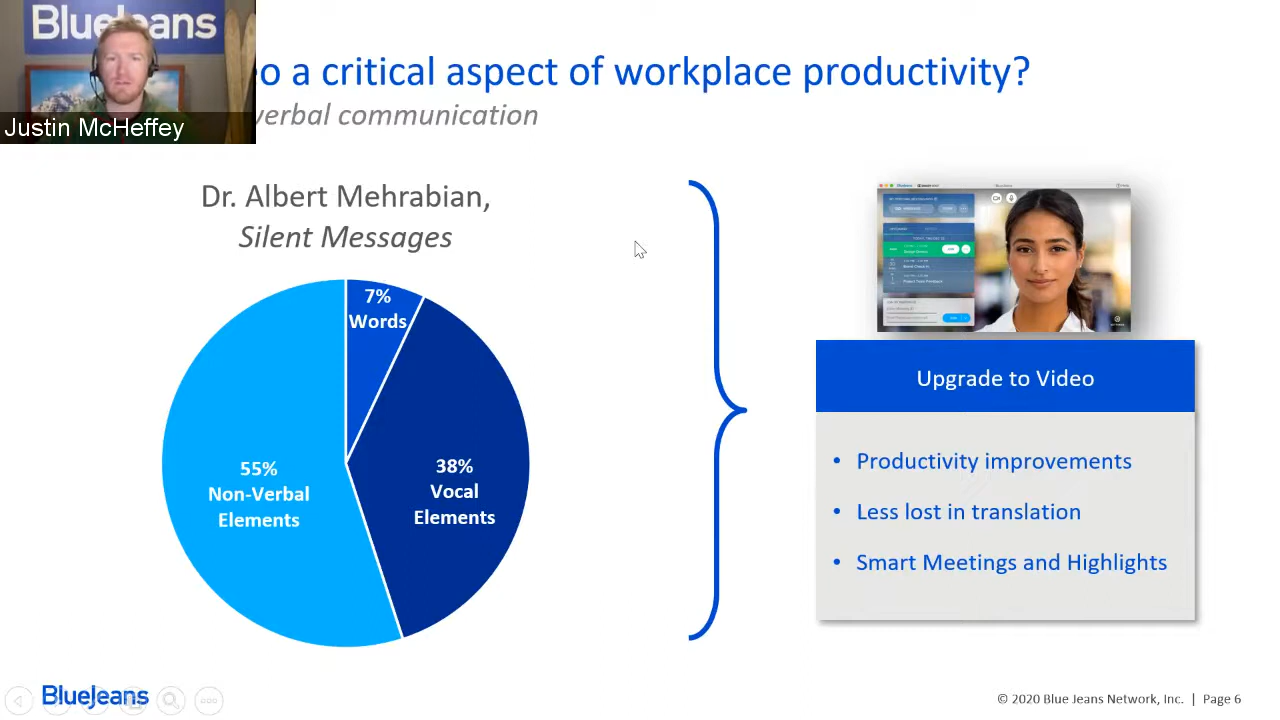 BlueJeans
o a critical aspect of workplace productivity?
verbal communication
Justin McHeffey
Dr. Albert Mehrabian,
Silent Messages
7%
Words
55%
Non-Verbal
Elements
38%
Vocal
Elements
Upgrade to Video
• Productivity improvements
• Less lost in translation
• Smart Meetings and Highlights
BlueJeans
© 2020 Blue Jeans Network, Inc. | Page 6